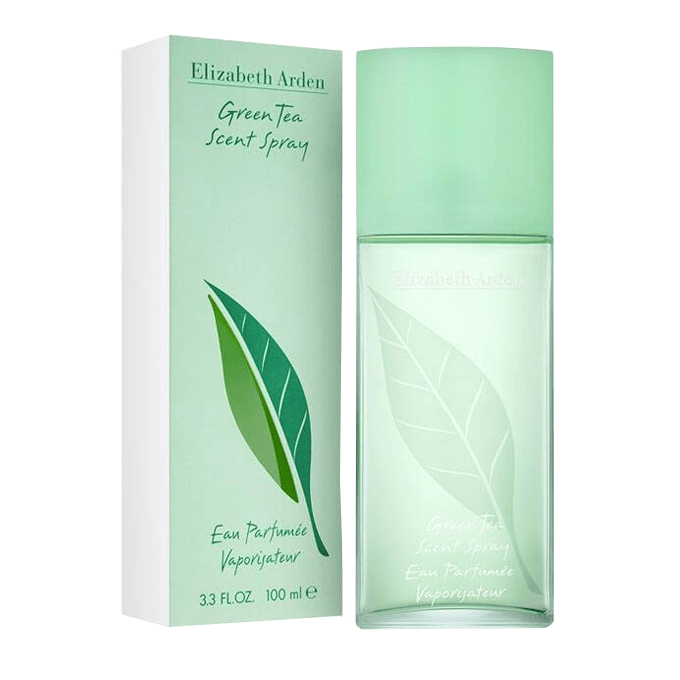 Elizabeth Arden
Green Tea
Scent Spray
Eau Parfumée
Vaporisateur
3.3 FL.OZ. 100 ml ℮
Elizabeth Arden
Green Tea
Scent Spray
Eau Parfumée
Vaporisateur